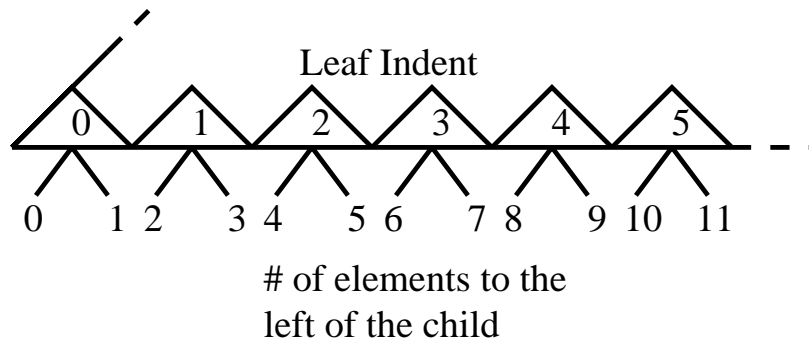 Leaf Indent
0 1 2 3 4 5
0 1 2 3 4 5 6 7 8 9 10 11
# of elements to the
left of the child